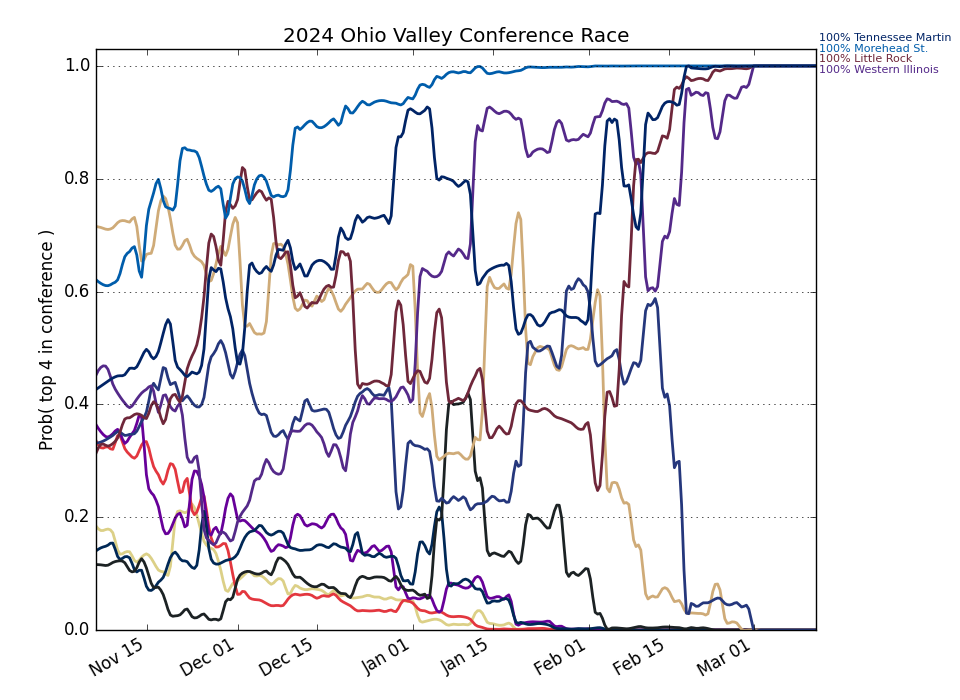 2024 Ohio Valley Conference Race
100% Tennessee Martin
100% Morehead St.
100% Little Rock
100% Western Illinois
Prob( top 4 in conference )
1.0
0.8
0.6
0.4
0.2
0.0
Nov 15
Dec 01
Dec 15
Jan 01
Jan 15
Feb 01
Feb 15
Mar 01